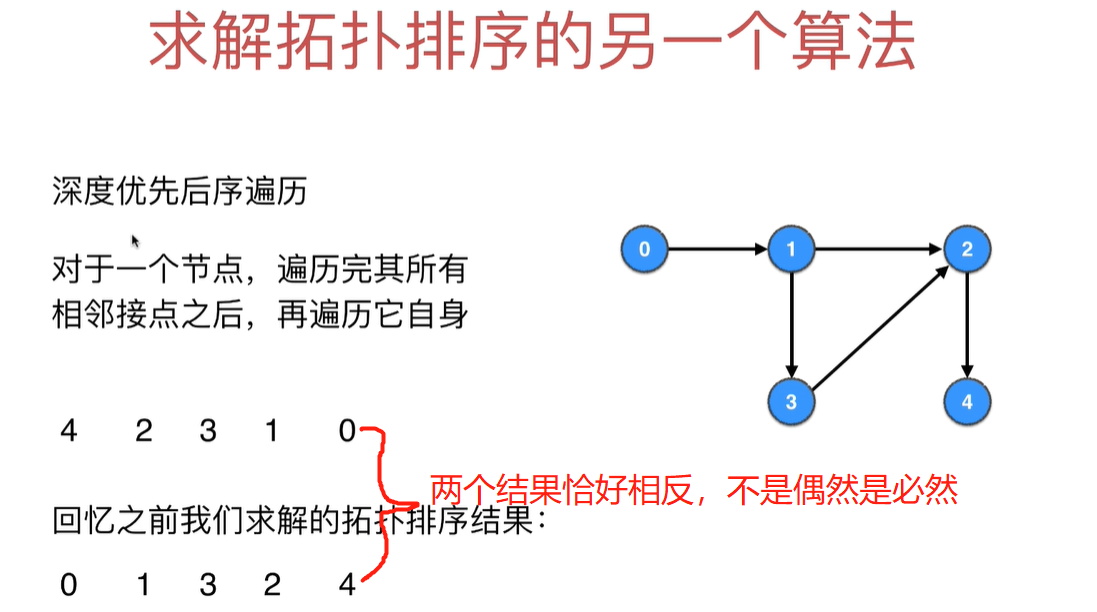 求解拓扑排序的另一个算法
深度优先后序遍历
对于一个节点，遍历完其所有
相邻接点之后，再遍历它自身
0 1 2
3 4
4 2 3 1 0
两个结果恰好相反，不是偶然是必然
回忆之前我们求解的拓扑排序结果：
0 1 3 2 4